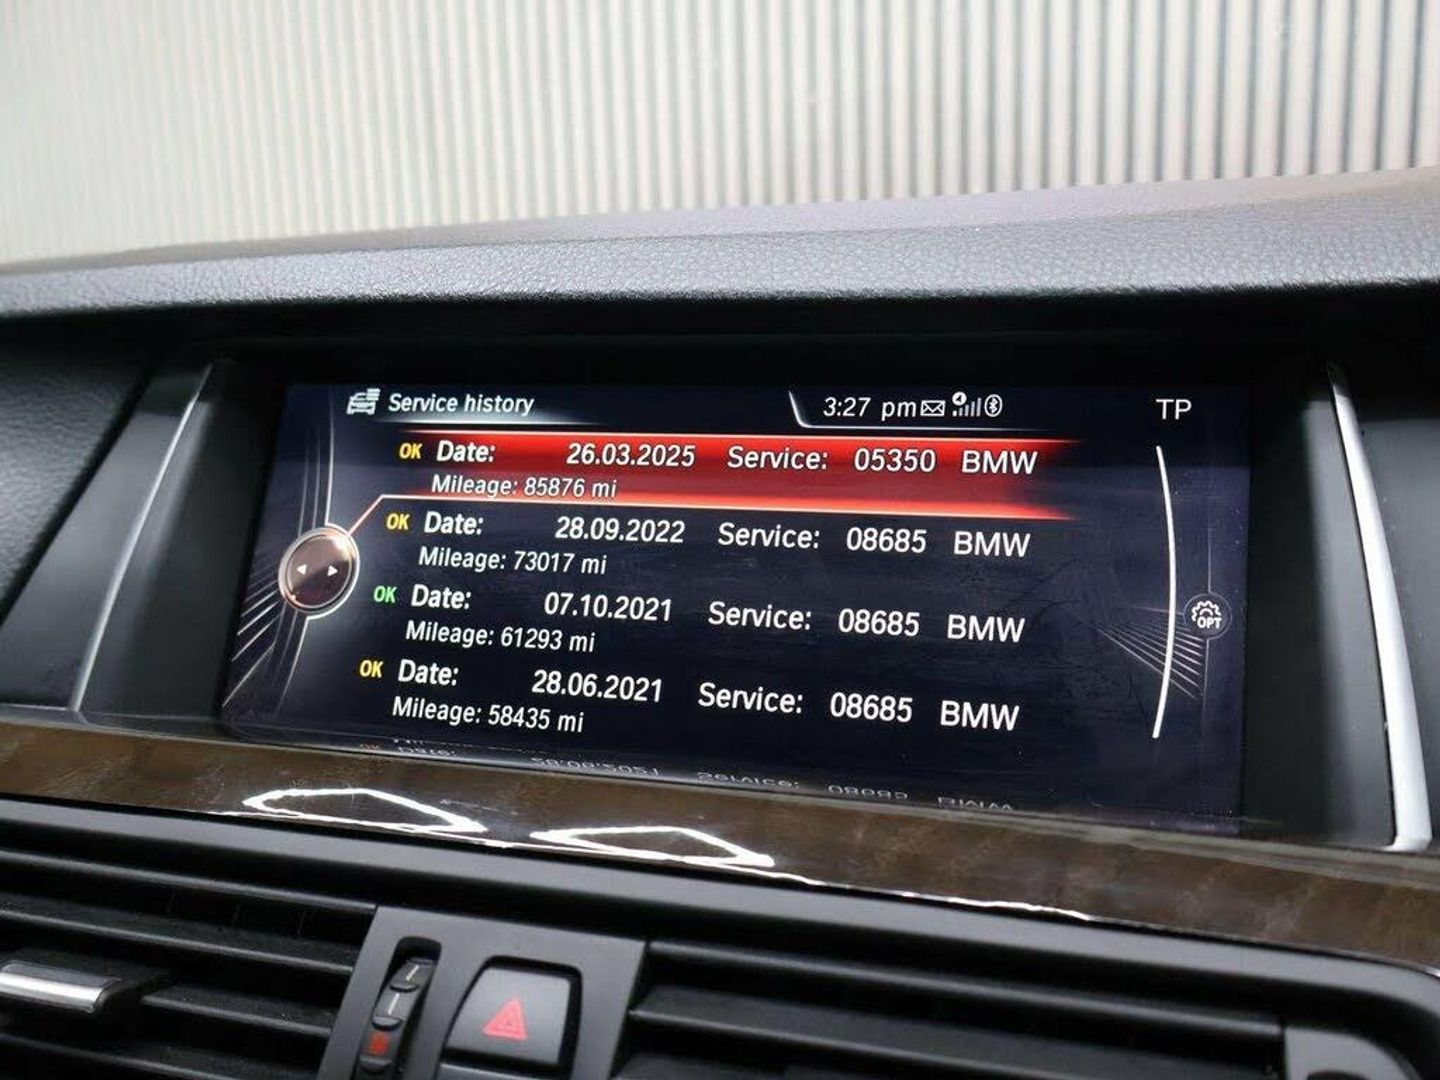 Service history 3:27 pm TP
OK Date: 26.03.2025 Service: 05350 BMW
Mileage: 85876 mi
OK Date: 28.09.2022 Service: 08685 BMW
Mileage: 73017 mi
OK Date: 07.10.2021 Service: 08685 BMW
Mileage: 61293 mi
OPT
OK Date: 28.06.2021 Service: 08685 BMW
Mileage: 58435 mi